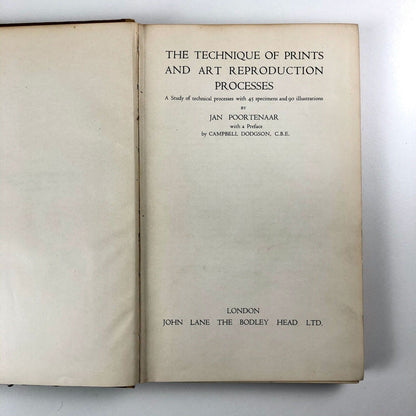 THE TECHNIQUE OF PRINTS
AND ART REPRODUCTION
PROCESSES
A Study of technical processes with 45 specimens and 90 illustrations
BY
JAN POORTENAAR
with a Preface
by CAMPBELL DODGSON, C.B.E.
LONDON
JOHN LANE THE BODLEY HEAD LTD.